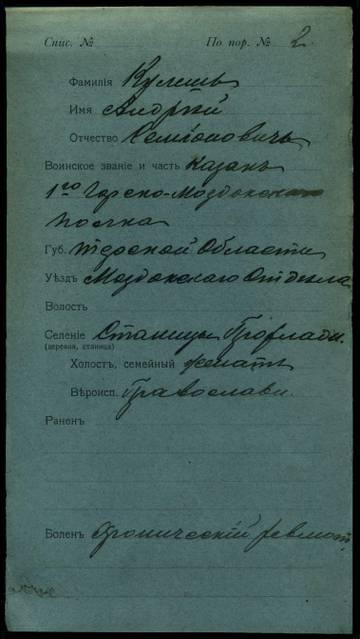 Спис. № По пор. № 2
Фамилія Кулешъ
Имя Андрей
Отчество Семіоновичъ
Воинское званіе и часть Казакъ
1го Горско-Моздокскаго
Полка
Губ. Терской Области
Уѣздъ Моздокскаго Отдѣла
Волость
Селеніе Станицы Прохладн.
(деревня, станица)
Холостъ, семейный женатъ
Вѣроисп. Православн.
Раненъ
Боленъ Хроническій ревмат.